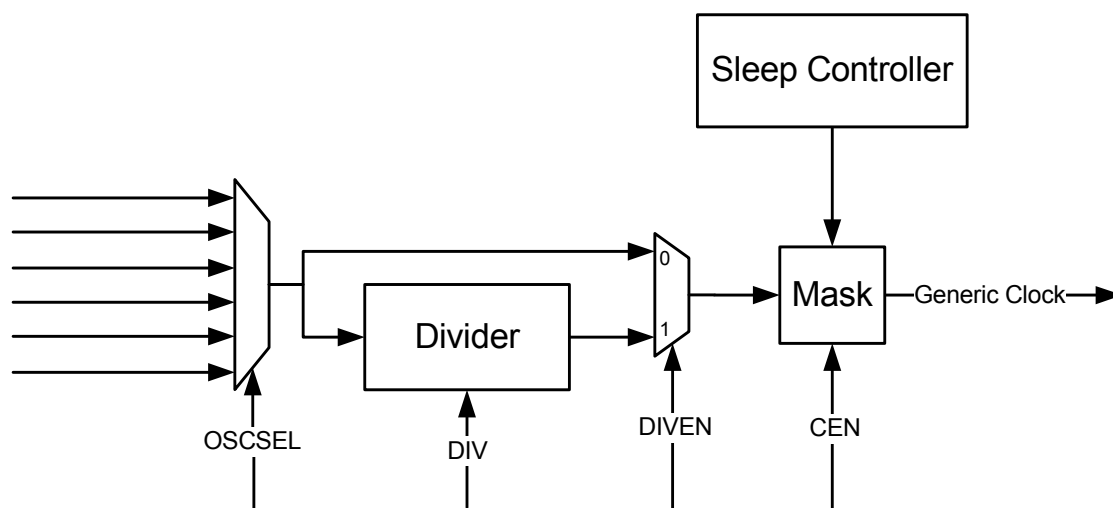 Sleep Controller
0
Divider
1
Mask
Generic Clock
OSCSEL
DIV
DIVEN
CEN